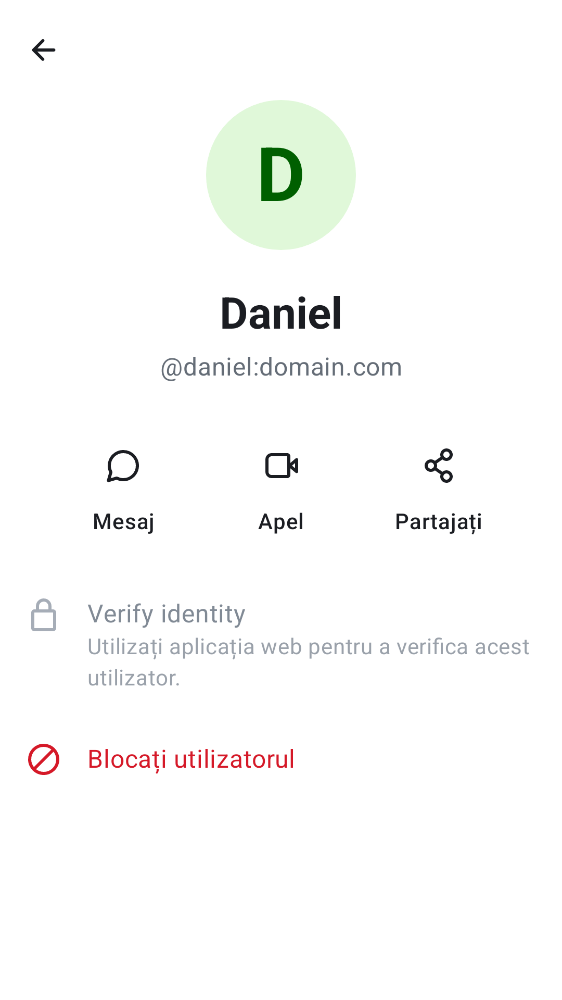 D
Daniel
@daniel:domain.com
Mesaj Apel Partajați
Verify identity
Utilizați aplicația web pentru a verifica acest
utilizator.
Blocați utilizatorul